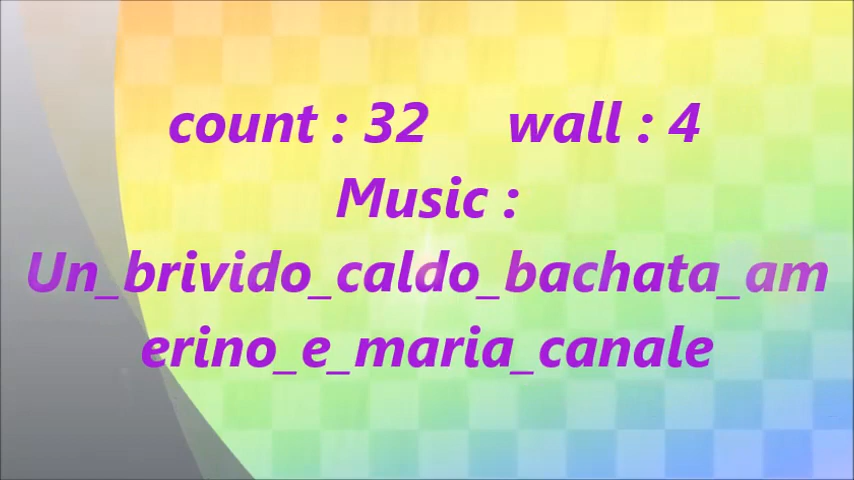 count : 32 wall : 4
Music :
Un_brivido_caldo_bachata_am
erino_e_maria_canale